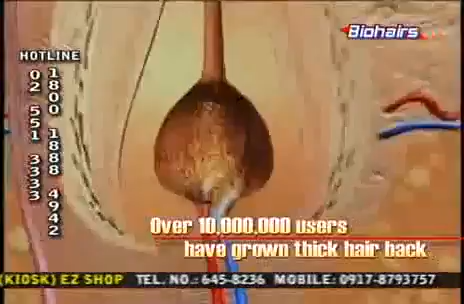 Biohairs
HOTLINE
02 551 3333
1800 1888 4942
Over 10,000,000 users
have grown thick hair back
(KIOSK) EZ SHOP TEL. NO.: 645-8236 MOBILE: 0917-8793757